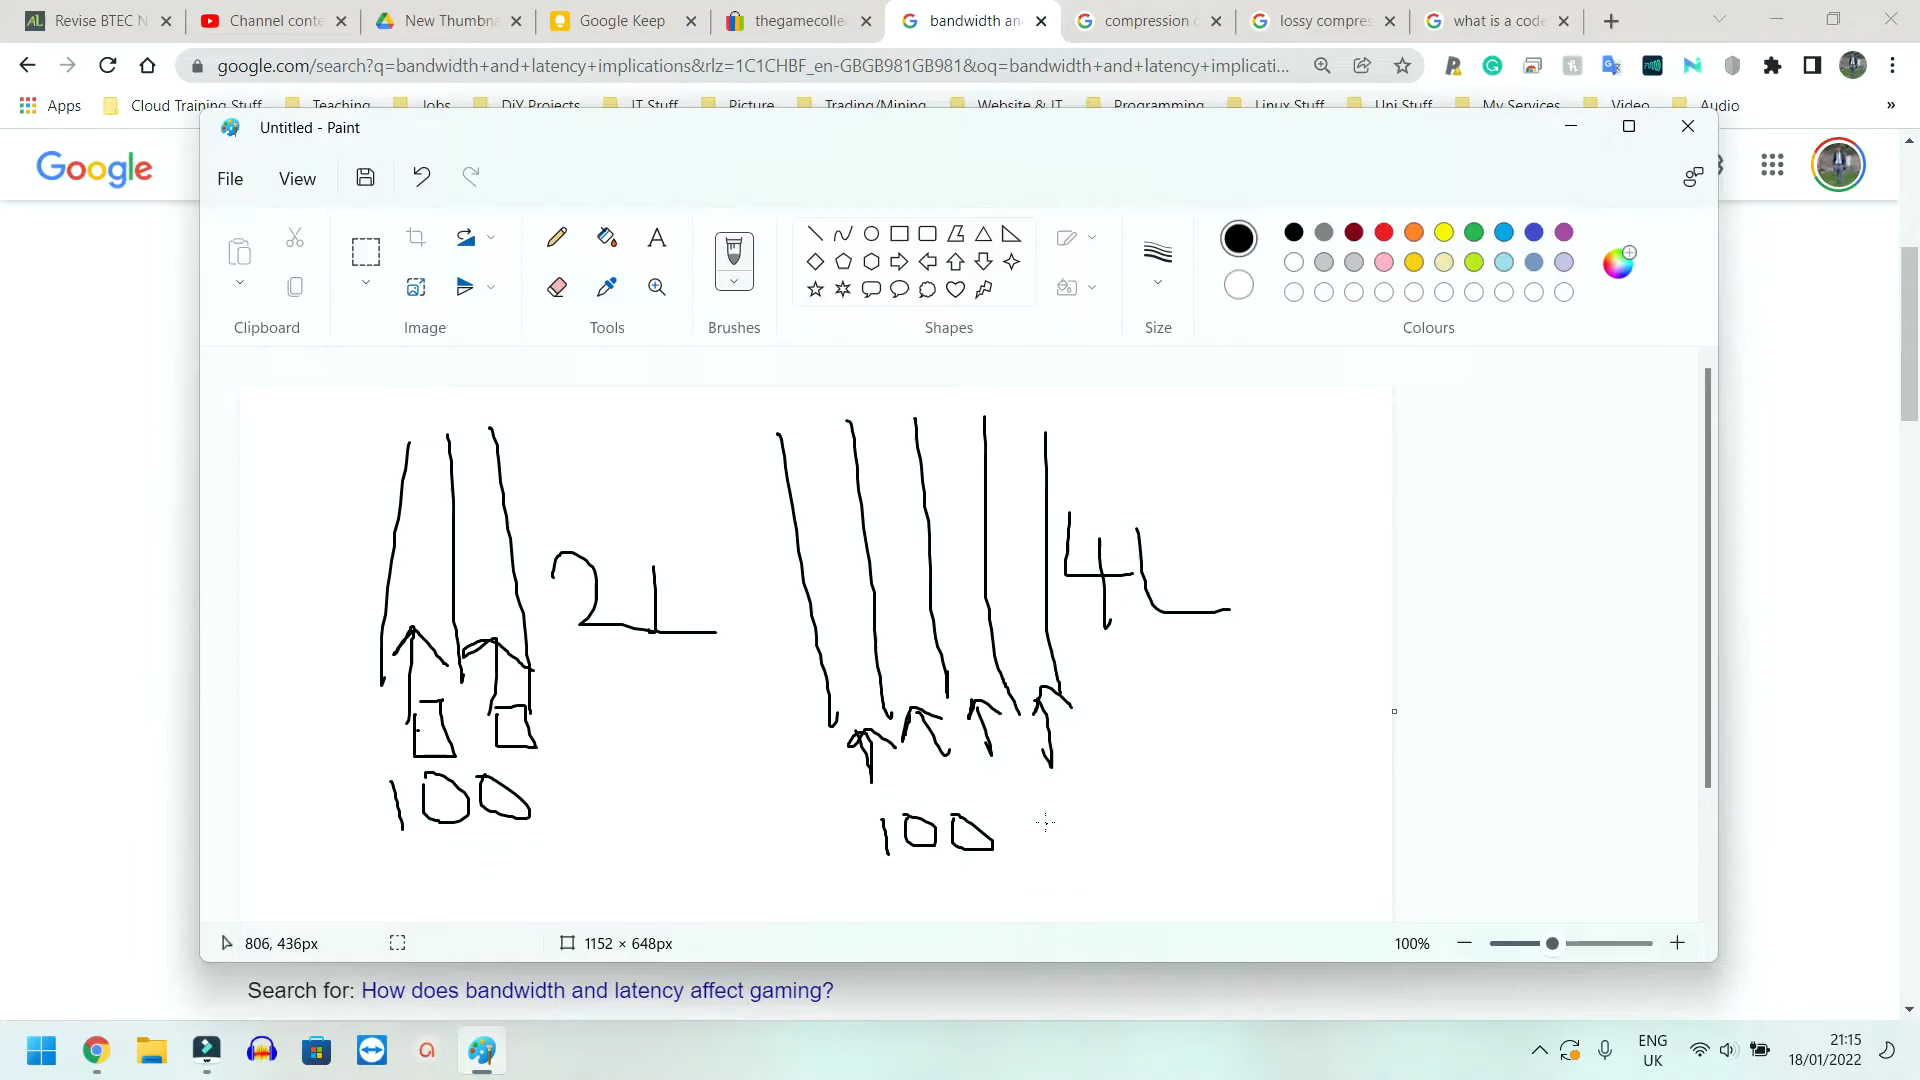 Revise BTEC N
Channel conte
New Thumbna
Google Keep
thegamecolle
bandwidth an
compression c
lossy compres
what is a code
google.com/search?q=bandwidth+and+latency+implications&rlz=1C1CHBF_en-GBGB981GB981&oq=bandwidth+and+latency+implicati...
Apps
Cloud Training Stuff
Teaching
Jobs
DiY Projects
IT Stuff
Picture
Trading/Mining
Website & IT
Programming
Linux Stuff
Uni Stuff
My Services
Video
Audio
»
Google
Untitled - Paint
File
View
Clipboard
Image
Tools
Brushes
Shapes
Size
Colours
2L
4L
100
100
806, 436px
1152 × 648px
100%
Search for: How does bandwidth and latency affect gaming?
ENG
UK
21:15
18/01/2022